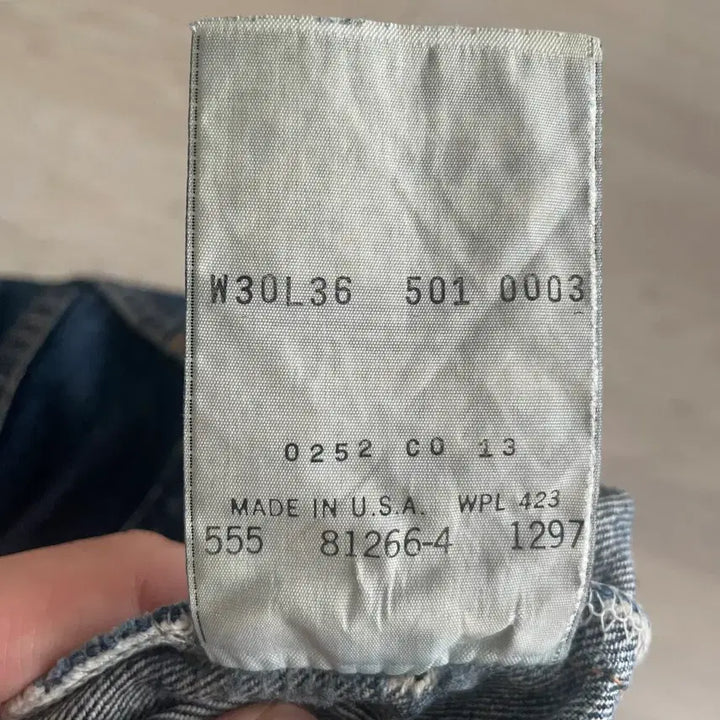 W30L36 501 0003
0252 CO 13
MADE IN U.S.A. WPL 423
555 81266-4 1297